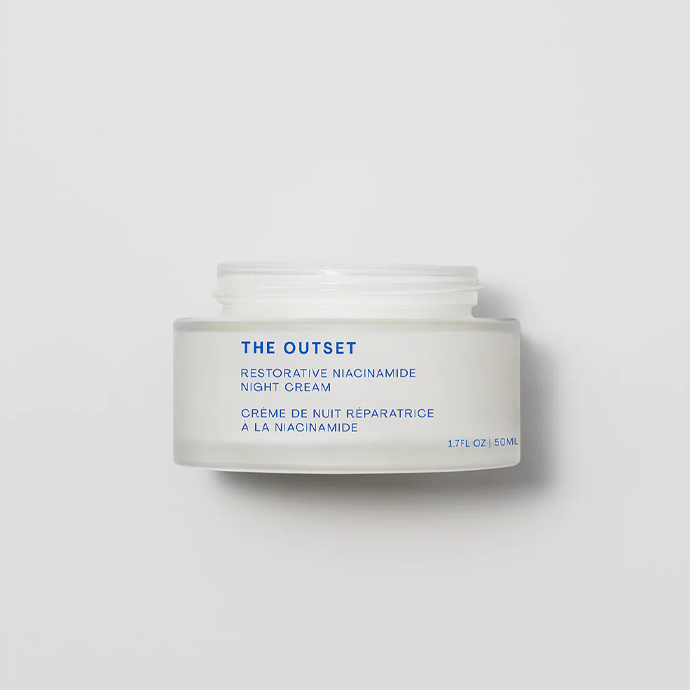 THE OUTSET
RESTORATIVE NIACINAMIDE
NIGHT CREAM
CRÈME DE NUIT RÉPARATRICE
A LA NIACINAMIDE
1.7FL OZ | 50ML